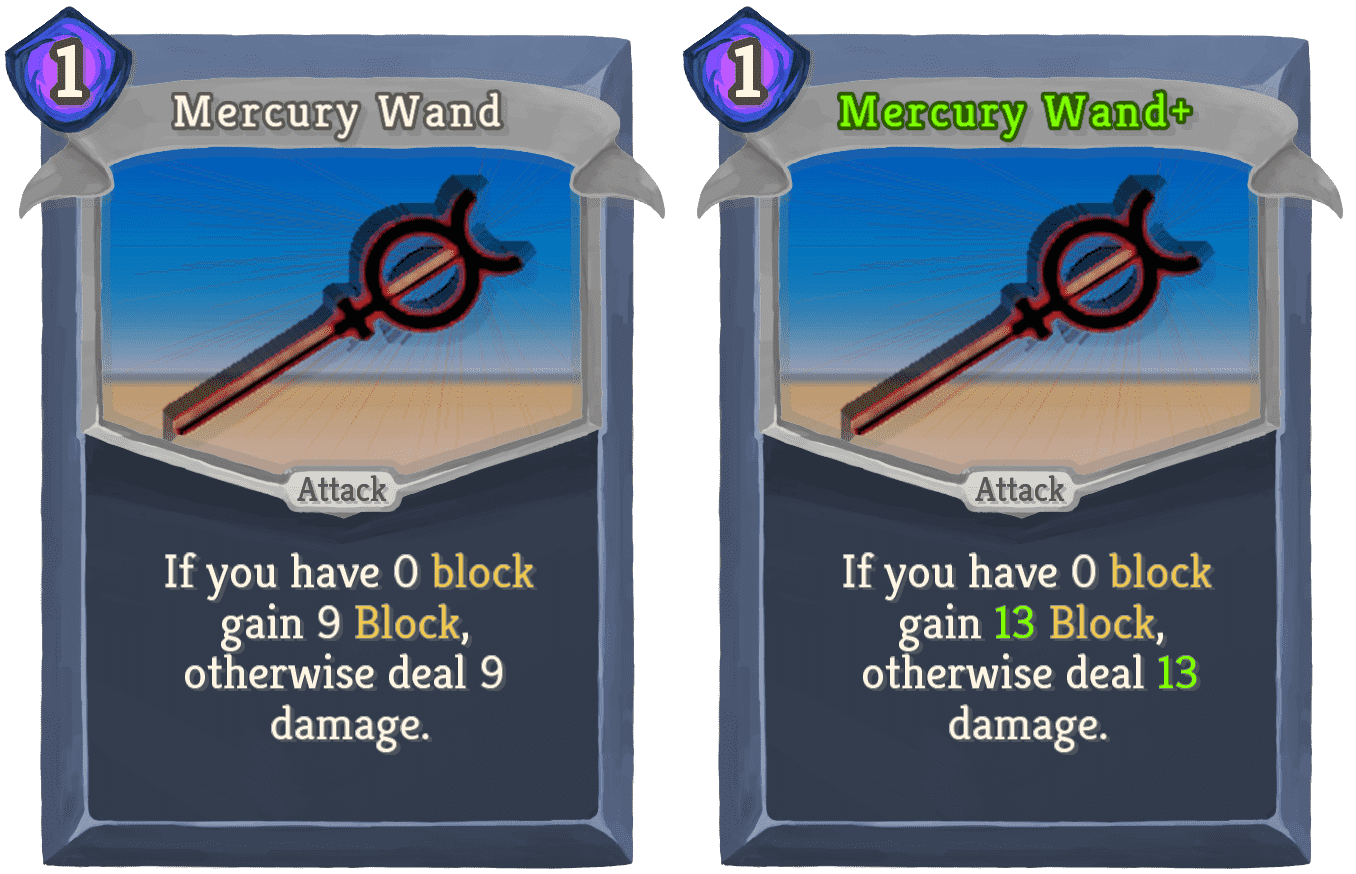 1
Mercury Wand
Attack
If you have 0 block
gain 9 Block,
otherwise deal 9
damage.
1
Mercury Wand+
Attack
If you have 0 block
gain 13 Block,
otherwise deal 13
damage.